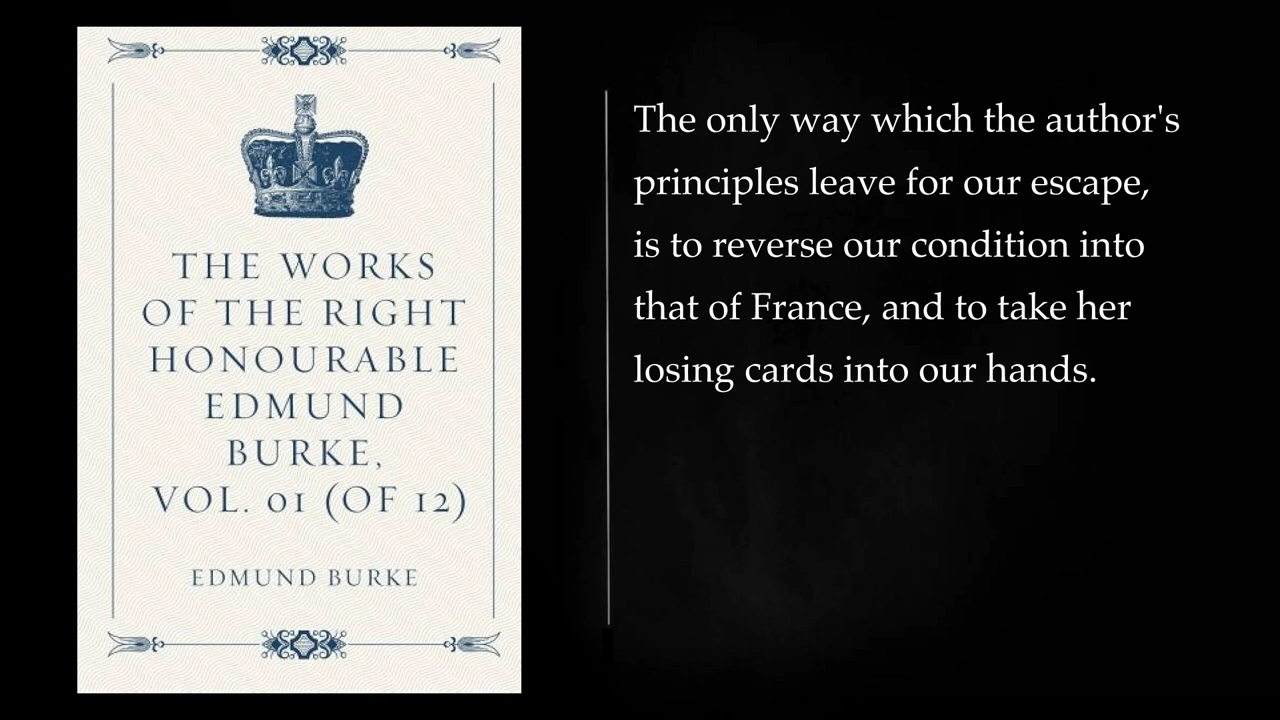 THE WORKS
OF THE RIGHT
HONOURABLE
EDMUND
BURKE,
VOL. 01 (OF 12)
EDMUND BURKE
The only way which the author's
principles leave for our escape,
is to reverse our condition into
that of France, and to take her
losing cards into our hands.